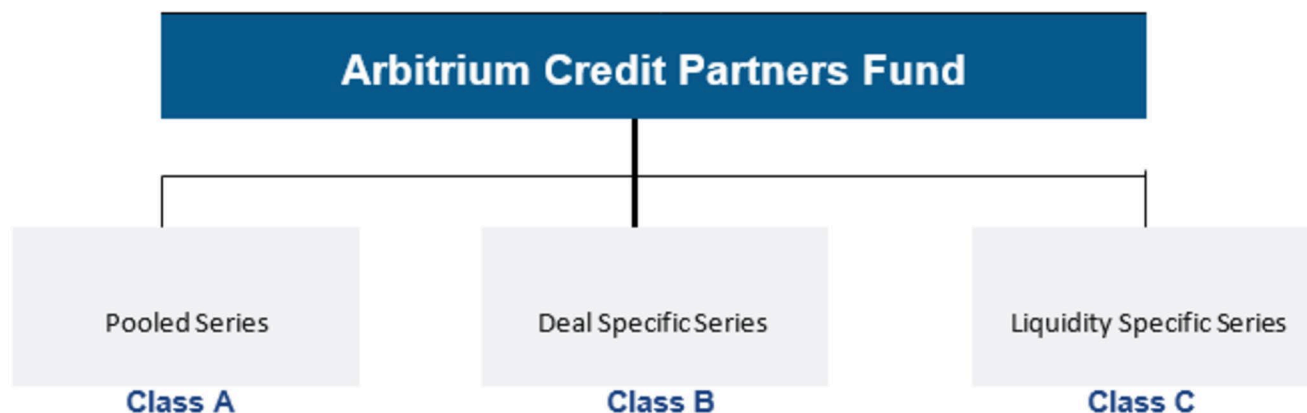 Arbitrium Credit Partners Fund
Pooled Series
Deal Specific Series
Liquidity Specific Series
Class A
Class B
Class C